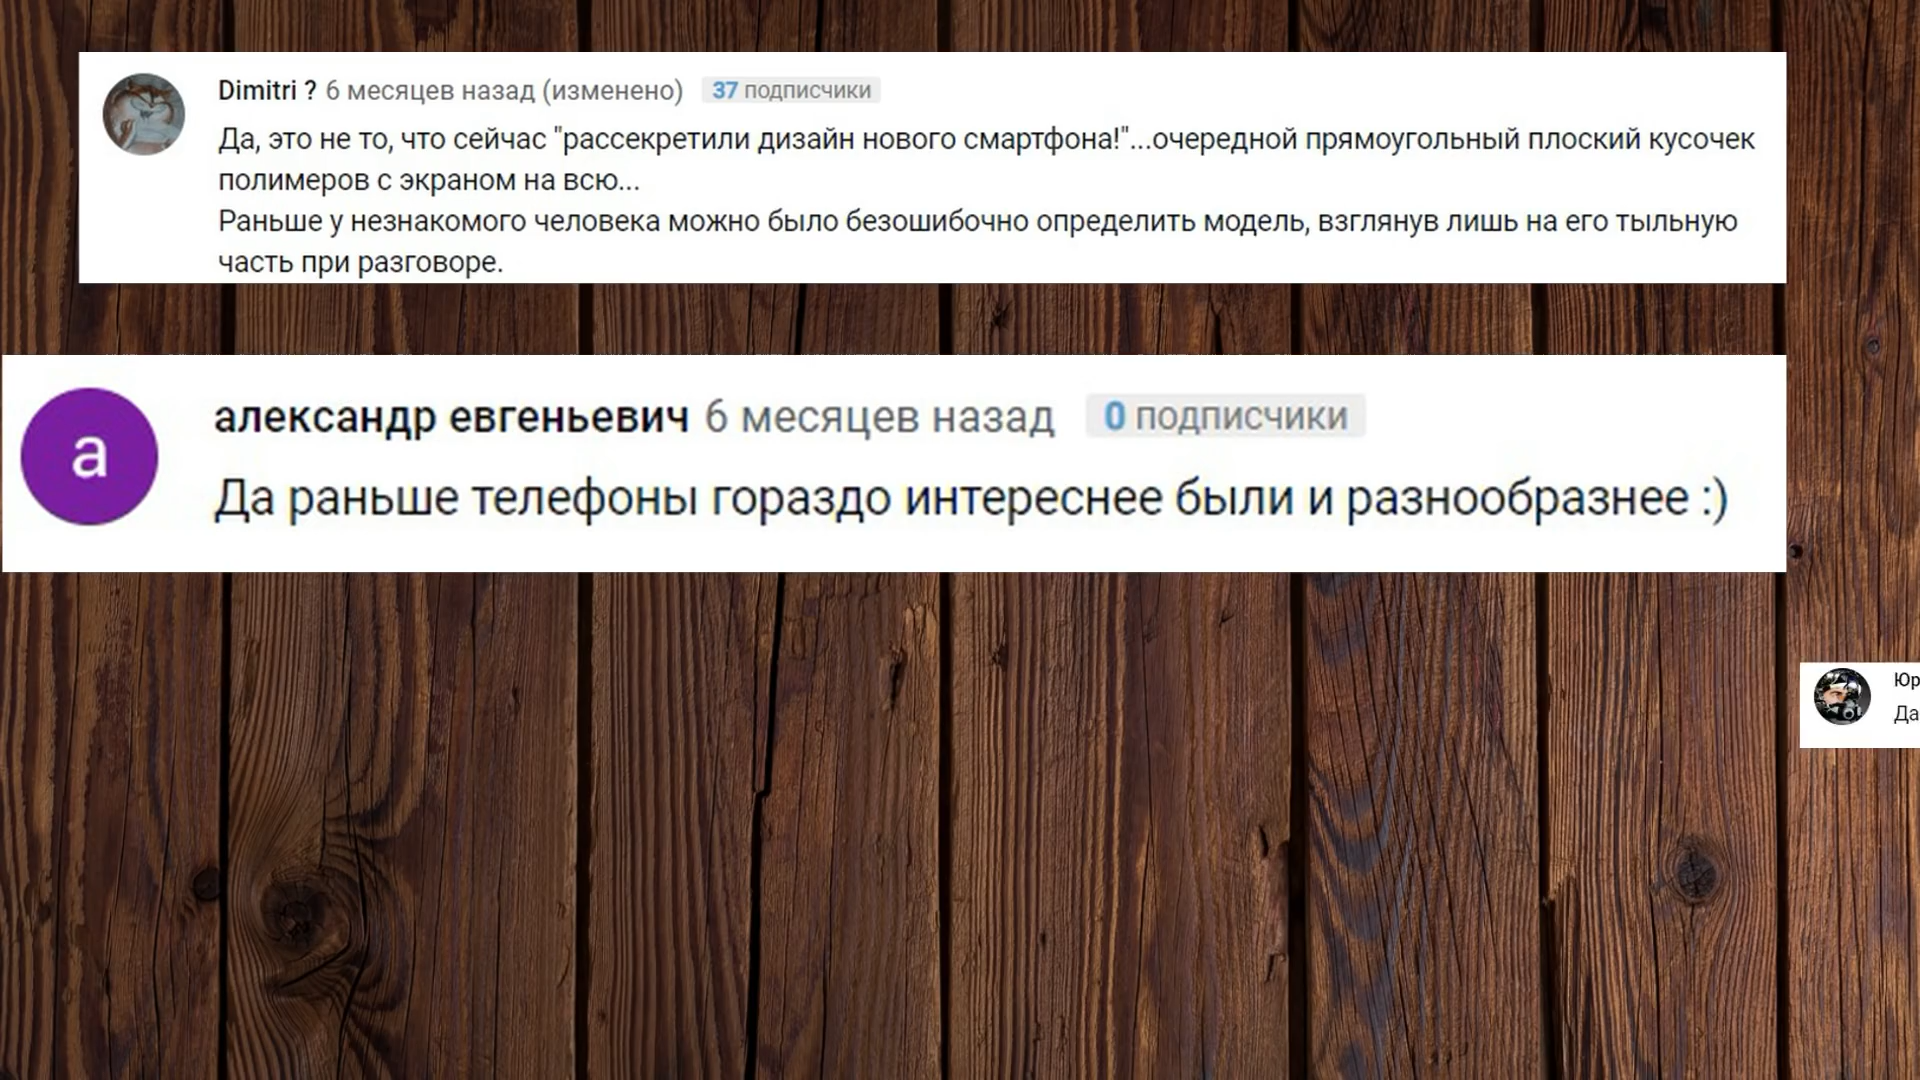 Dimitri ? 6 месяцев назад (изменено) 37 подписчики
Да, это не то, что сейчас "рассекретили дизайн нового смартфона!"...очередной прямоугольный плоский кусочек
полимеров с экраном на всю...
Раньше у незнакомого человека можно было безошибочно определить модель, взглянув лишь на его тыльную
часть при разговоре.
а
александр евгеньевич 6 месяцев назад 0 подписчики
Да раньше телефоны гораздо интереснее были и разнообразнее :)
Юр
Да